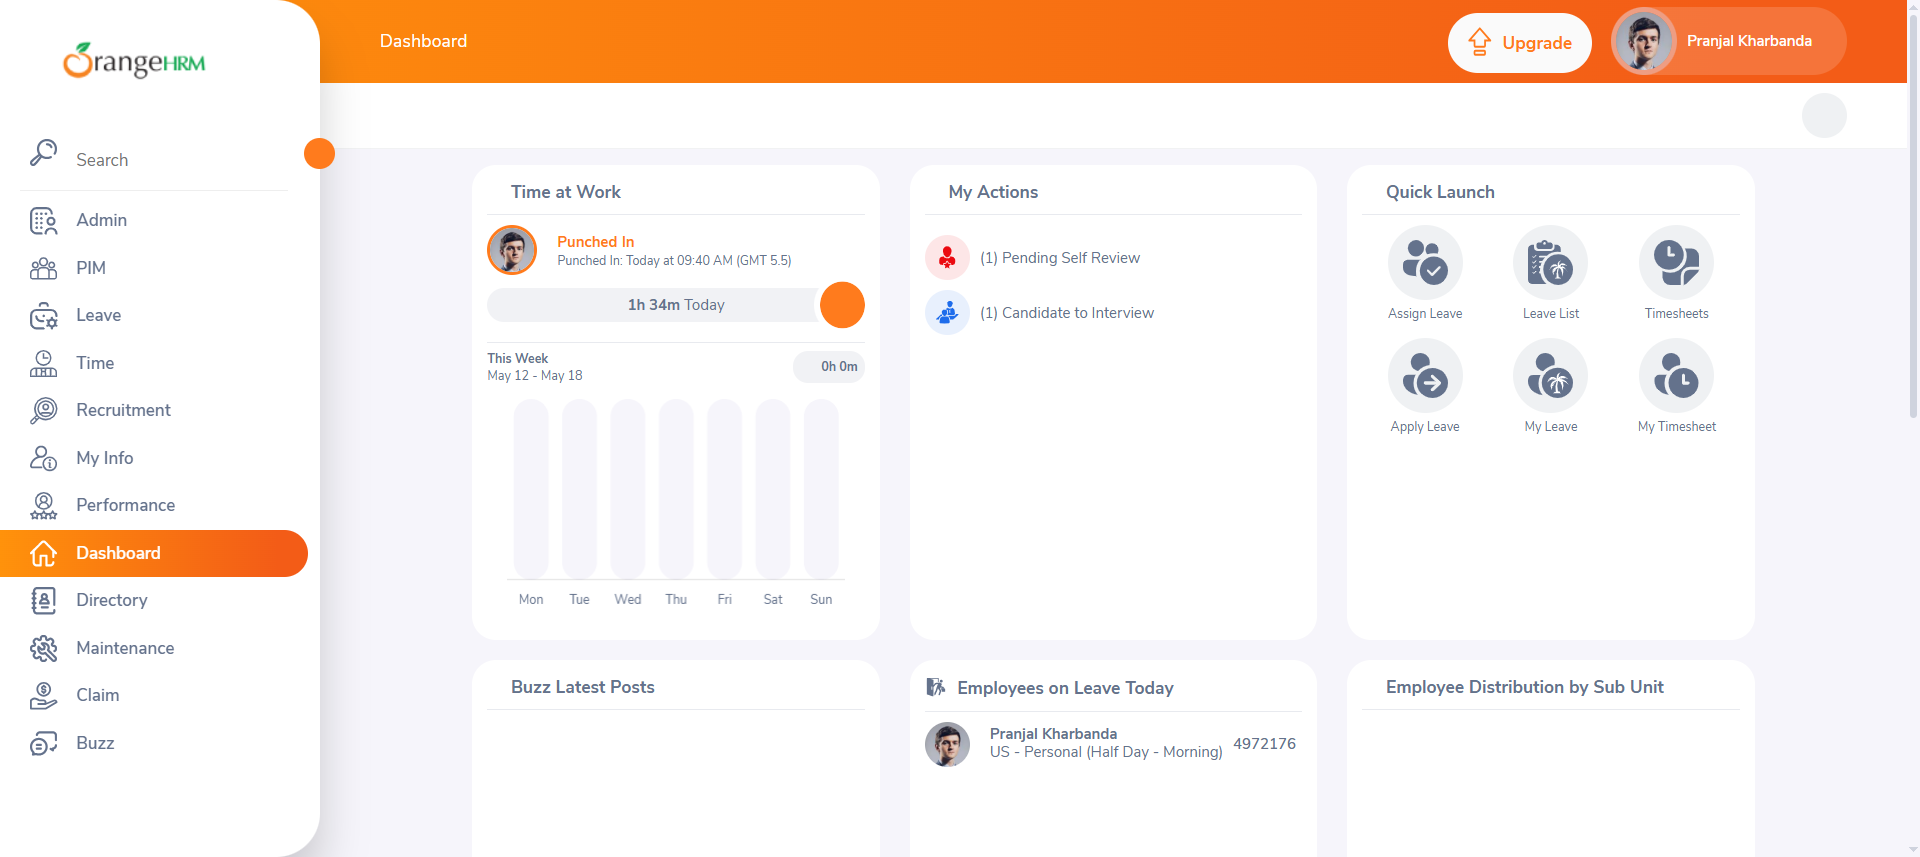 OrangeHRM
Dashboard
Upgrade
Pranjal Kharbanda
Search
Admin
PIM
Leave
Time
Recruitment
My Info
Performance
Dashboard
Directory
Maintenance
Claim
Buzz
Time at Work
Punched In
Punched In: Today at 09:40 AM (GMT 5.5)
1h 34m Today
This Week
May 12 - May 18
0h 0m
Mon Tue Wed Thu Fri Sat Sun
My Actions
(1) Pending Self Review
(1) Candidate to Interview
Quick Launch
Assign Leave
Leave List
Timesheets
Apply Leave
My Leave
My Timesheet
Buzz Latest Posts
Employees on Leave Today
Pranjal Kharbanda
US - Personal (Half Day - Morning)
4972176
Employee Distribution by Sub Unit